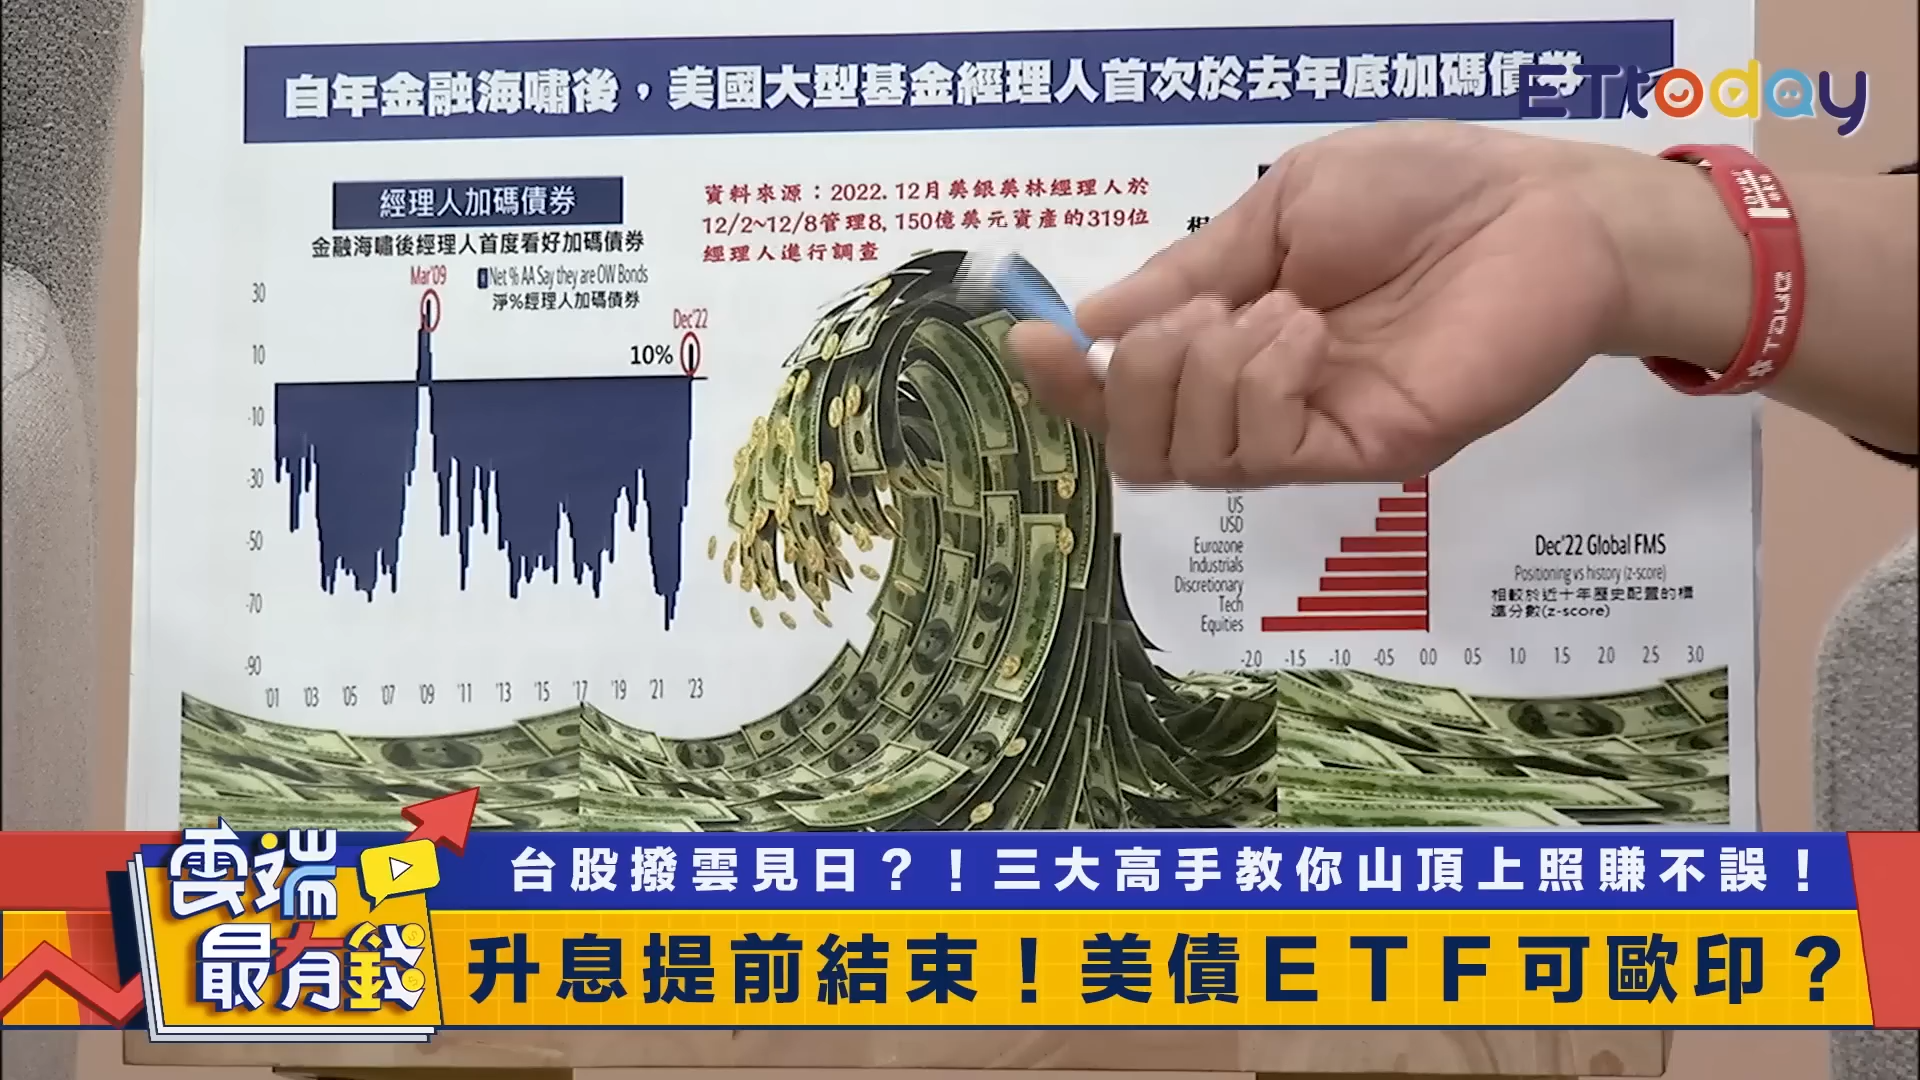 自年金融海嘯後，美國大型基金經理人首次於去年底加碼債券
ETtoday
經理人加碼債券
金融海嘯後經理人首度看好加碼債券
Mar'09
Net % AA Say they are OW Bonds
淨%經理人加碼債券
資料來源：2022.12月美銀美林經理人於
12/2~12/8管理8,150億美元資產的319位
經理人進行調查
Dec'22
10%
30
10
-10
-30
-50
-70
-90
'01 '03 '05 '07 '09 '11 '13 '15 '17 '19 '21 '23
US
USD
Eurozone
Industrials
Discretionary
Tech
Equities
Dec'22 Global FMS
Positioning vs history (z-score)
相較於近十年歷史配置的標
準分數(z-score)
-2.0 -1.5 -1.0 -0.5 0.0 0.5 1.0 1.5 2.0 2.5 3.0
雲端
最有錢
台股撥雲見日？！三大高手教你山頂上照賺不誤！
升息提前結束！美債ETF可歐印？